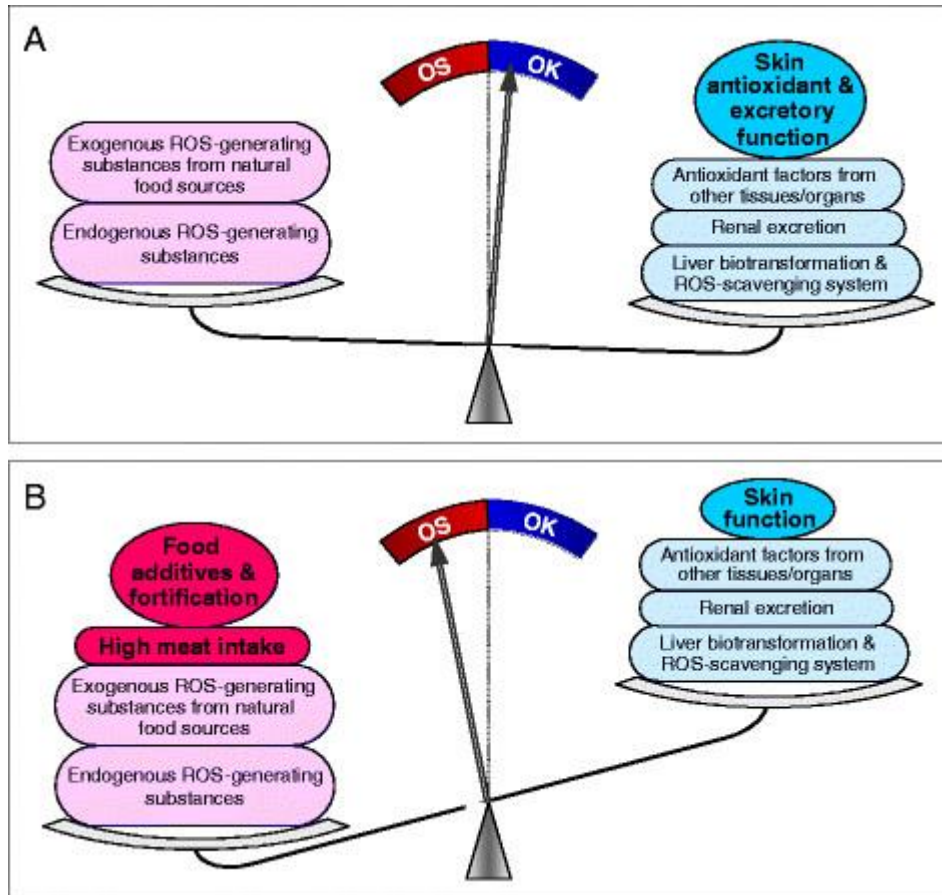 A
OS
OK
Exogenous ROS-generating
substances from natural
food sources
Endogenous ROS-generating
substances
Skin
antioxidant &
excretory
function
Antioxidant factors from
other tissues/organs
Renal excretion
Liver biotransformation &
ROS-scavenging system
B
OS
OK
Food
additives &
fortification
High meat intake
Exogenous ROS-generating
substances from natural
food sources
Endogenous ROS-generating
substances
Skin
function
Antioxidant factors from
other tissues/organs
Renal excretion
Liver biotransformation &
ROS-scavenging system